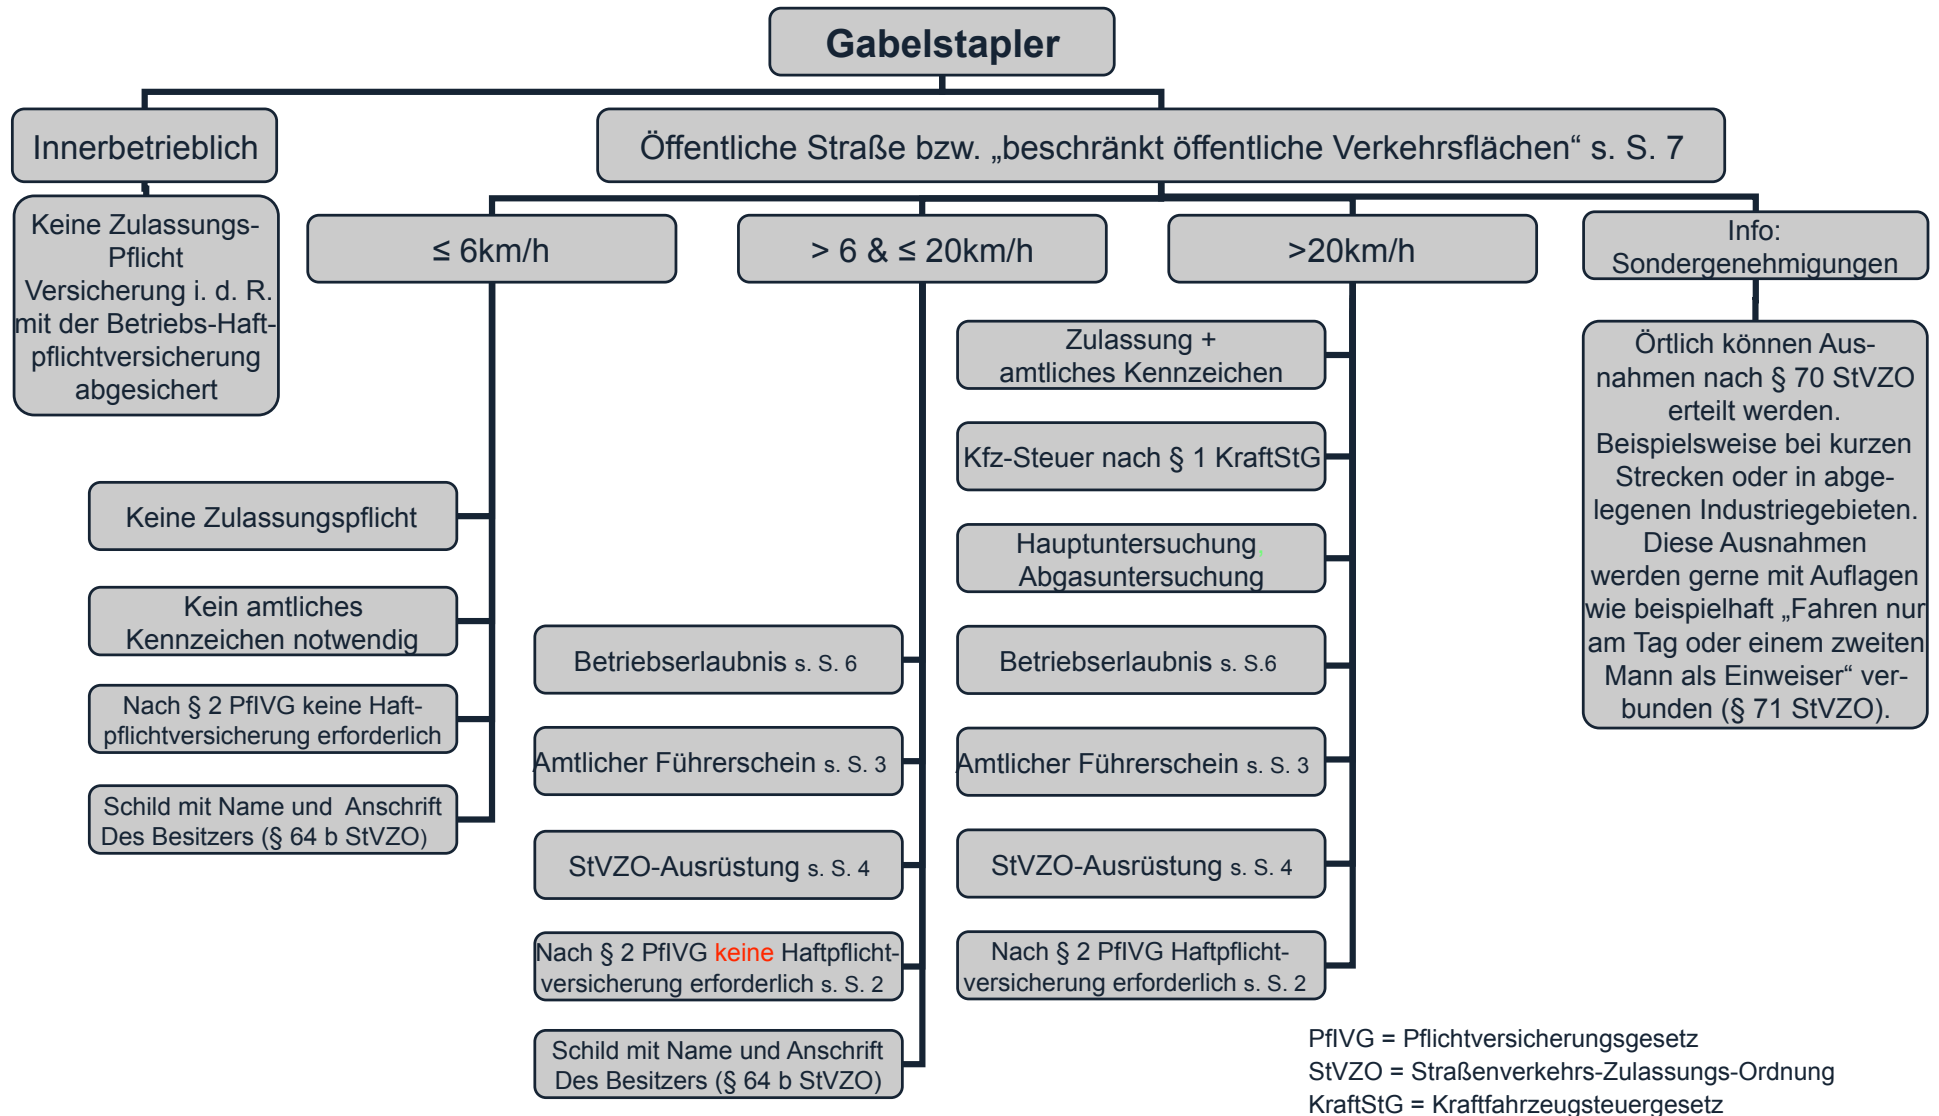 Gabelstapler
Innerbetrieblich
Öffentliche Straße bzw. „beschränkt öffentliche Verkehrsflächen“ s. S. 7
Keine Zulassungs-
Pflicht
Versicherung i. d. R.
mit der Betriebs-Haft-
pflichtversicherung
abgesichert
≤ 6km/h
Keine Zulassungspflicht
Kein amtliches
Kennzeichen notwendig
Nach § 2 PflVG keine Haft-
pflichtversicherung erforderlich
Schild mit Name und Anschrift
Des Besitzers (§ 64 b StVZO)
> 6 & ≤ 20km/h
Betriebserlaubnis s. S. 6
Amtlicher Führerschein s. S. 3
StVZO-Ausrüstung s. S. 4
Nach § 2 PflVG keine Haftpflicht-
versicherung erforderlich s. S. 2
Schild mit Name und Anschrift
Des Besitzers (§ 64 b StVZO)
>20km/h
Zulassung +
amtliches Kennzeichen
Kfz-Steuer nach § 1 KraftStG
Hauptuntersuchung,
Abgasuntersuchung
Betriebserlaubnis s. S.6
Amtlicher Führerschein s. S. 3
StVZO-Ausrüstung s. S. 4
Nach § 2 PflVG Haftpflicht-
versicherung erforderlich s. S. 2
Info:
Sondergenehmigungen
Örtlich können Aus-
nahmen nach § 70 StVZO
erteilt werden.
Beispielsweise bei kurzen
Strecken oder in abge-
legenen Industriegebieten.
Diese Ausnahmen
werden gerne mit Auflagen
wie beispielhaft „Fahren nur
am Tag oder einem zweiten
Mann als Einweiser“ ver-
bunden (§ 71 StVZO).
PflVG = Pflichtversicherungsgesetz
StVZO = Straßenverkehrs-Zulassungs-Ordnung
KraftStG = Kraftfahrzeugsteuergesetz